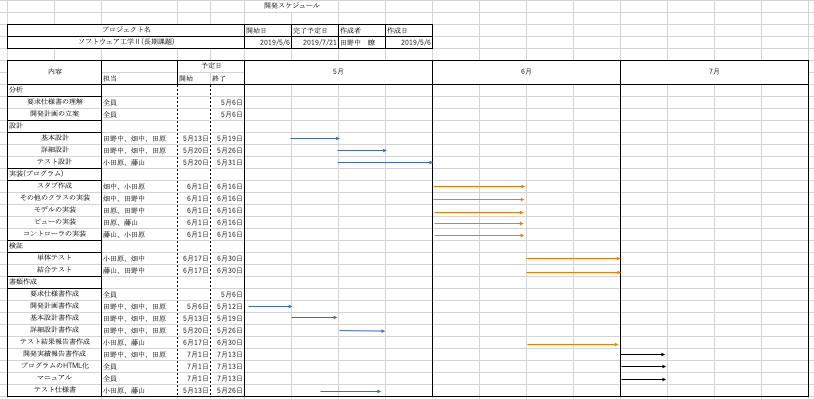 開発スケジュール
プロジェクト名 開始日 完了予定日 作成者 作成日
ソフトウェア工学Ⅱ(長期課題) 2019/5/6 2019/7/21 田野中 瞭 2019/5/6
内容 予定日 5月 6月 7月
担当 開始 終了
分析
要求仕様書の理解 全員 5月6日
開発計画の立案 全員 5月6日
設計
基本設計 田野中、畑中、田原 5月13日 5月19日
詳細設計 田野中、畑中、田原 5月20日 5月26日
テスト設計 小田原、藤山 5月20日 5月31日
実装(プログラム)
スタブ作成 畑中、小田原 6月1日 6月16日
その他のクラスの実装 畑中、田野中 6月1日 6月16日
モデルの実装 田原、田野中 6月1日 6月16日
ビューの実装 田原、藤山 6月1日 6月16日
コントローラの実装 藤山、小田原 6月1日 6月16日
検証
単体テスト 小田原、畑中 6月17日 6月30日
結合テスト 藤山、田野中 6月17日 6月30日
書類作成
要求仕様書作成 全員 5月6日
開発計画書作成 田野中、畑中、田原 5月6日 5月12日
基本設計書作成 田野中、畑中、田原 5月13日 5月19日
詳細設計書作成 田野中、畑中、田原 5月20日 5月26日
テスト結果報告書作成 小田原、藤山 6月17日 6月30日
開発実績報告書作成 田野中、畑中、田原 7月1日 7月13日
プログラムのHTML化 全員 7月1日 7月13日
マニュアル 全員 7月1日 7月13日
テスト仕様書 小田原、藤山 5月13日 5月26日